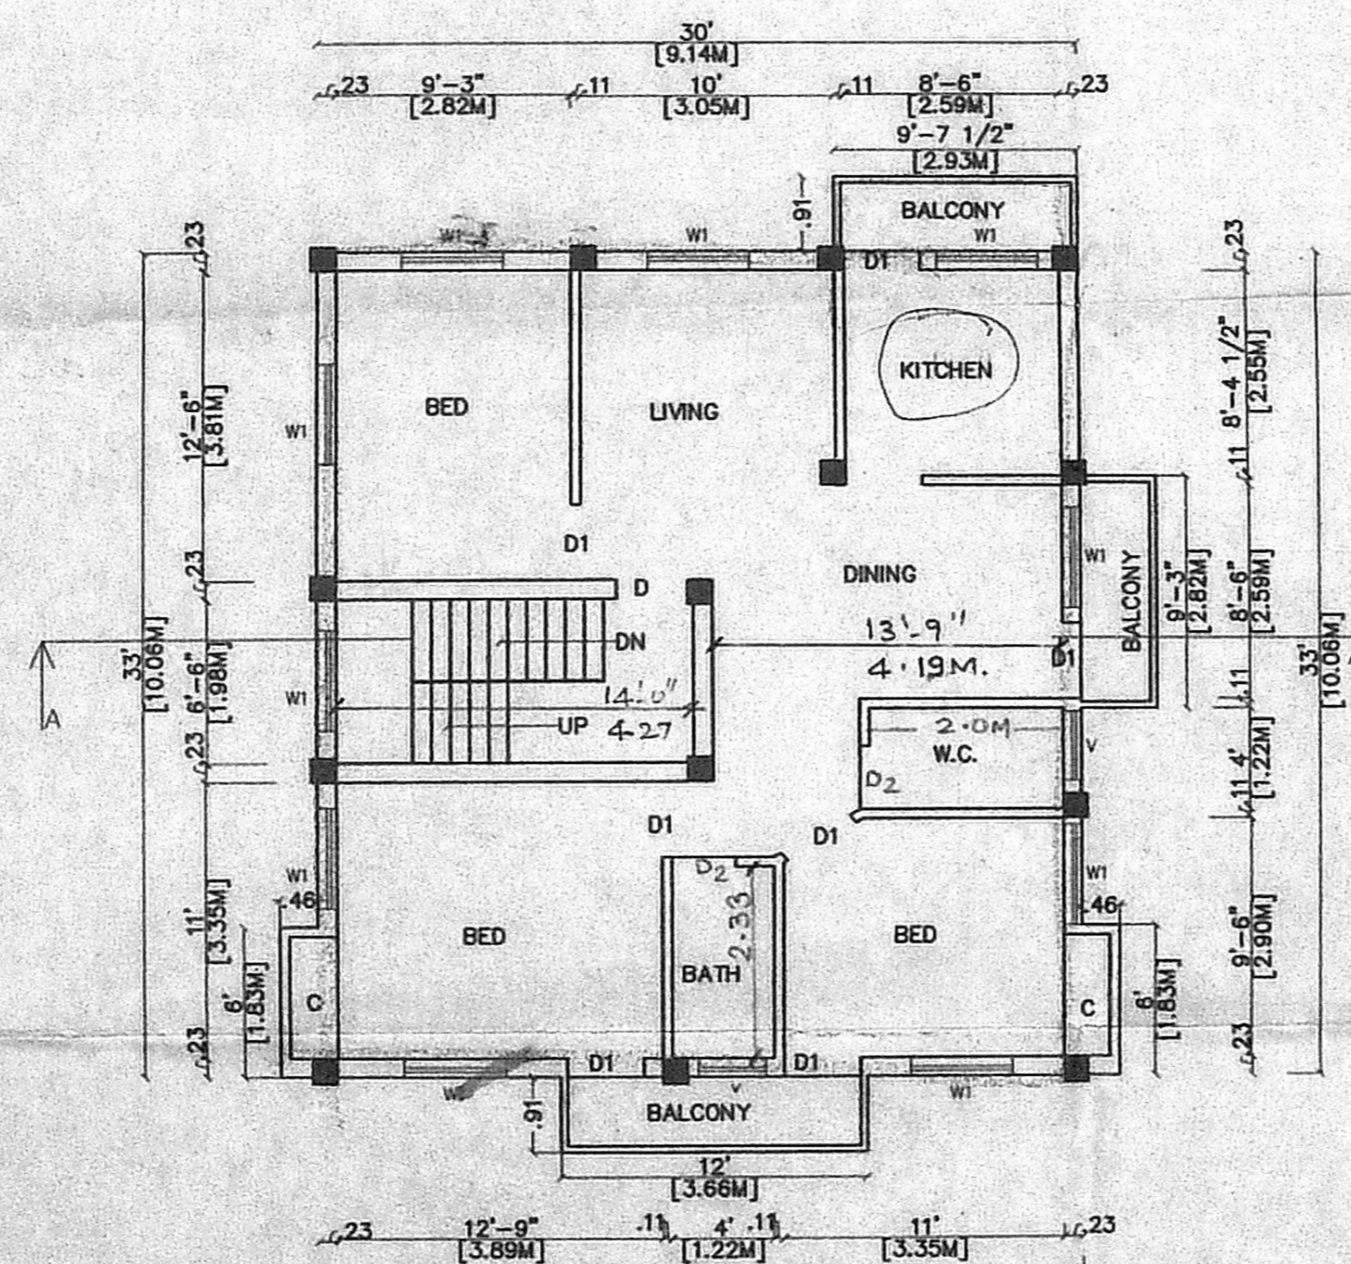 30'
[9.14M]
.23 9'-3" .11 10' .11 8'-6" .23
[2.82M] [3.05M] [2.59M]
9'-7 1/2"
[2.93M]
.91
BALCONY
W1 W1 W1
D1
.23 .23
KITCHEN
BED LIVING
W1
12'-6"
[3.81M]
8'-4 1/2"
[2.55M]
.11
D1
D
DINING
W1
BALCONY
9'-3"
[2.82M]
8'-6"
[2.59M]
.23
33'
[10.06M]
6'-6"
[1.98M]
13'-9"
4.19M.
D1
33'
[10.06M]
DN
A
W1
14'0"
UP 4.27
2.0M
W.C.
D2
V
.11
4'
[1.22M]
.11
.23
D1 D1
W1 W1
.46 .46
D2
2.33
11'
[3.35M]
BED BATH BED
9'-6"
[2.90M]
6'
[1.83M]
C C
6'
[1.83M]
.23 .23
D1 D1
V W1
BALCONY
.91
12'
[3.66M]
.23 12'-9" .11 4' .11 11' .23
[3.89M] [1.22M] [3.35M]